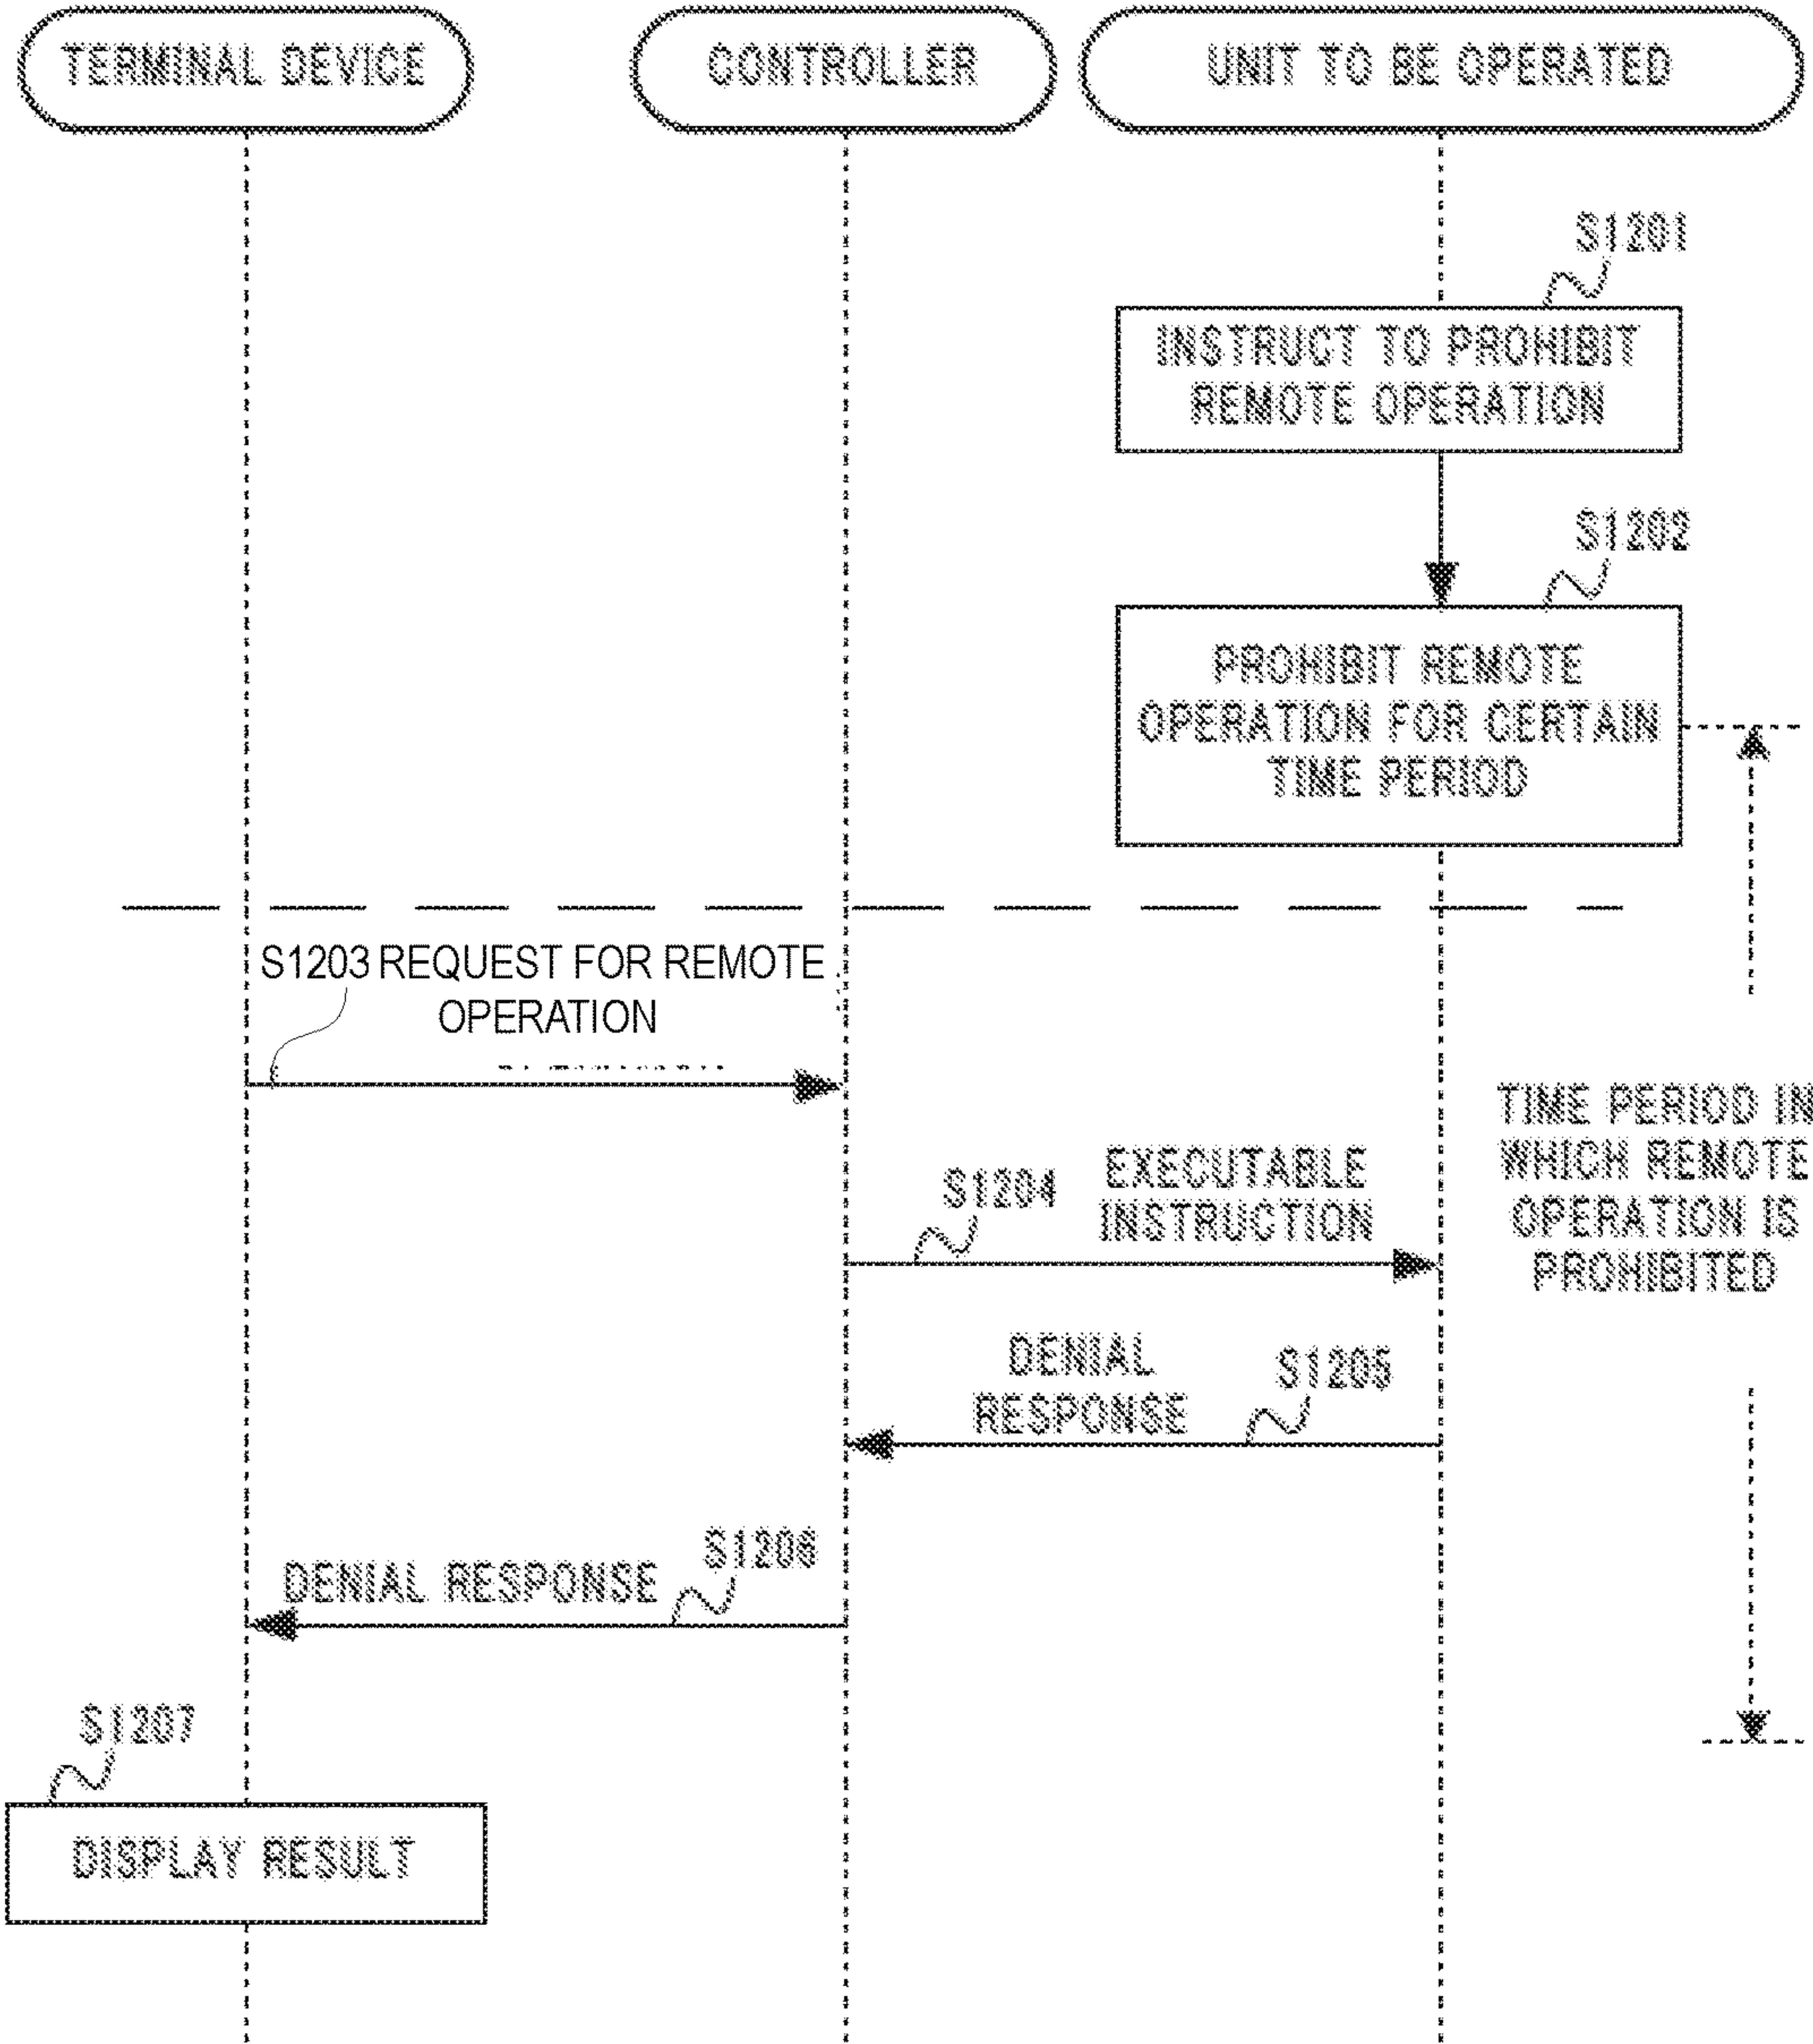 TERMINAL DEVICE
CONTROLLER
UNIT TO BE OPERATED
S1201
INSTRUCT TO PROHIBIT
REMOTE OPERATION
S1202
PROHIBIT REMOTE
OPERATION FOR CERTAIN
TIME PERIOD
S1203 REQUEST FOR REMOTE
OPERATION
TIME PERIOD IN
WHICH REMOTE
OPERATION IS
PROHIBITED
S1204
EXECUTABLE
INSTRUCTION
DENIAL
RESPONSE
S1205
S1206
DENIAL RESPONSE
S1207
DISPLAY RESULT